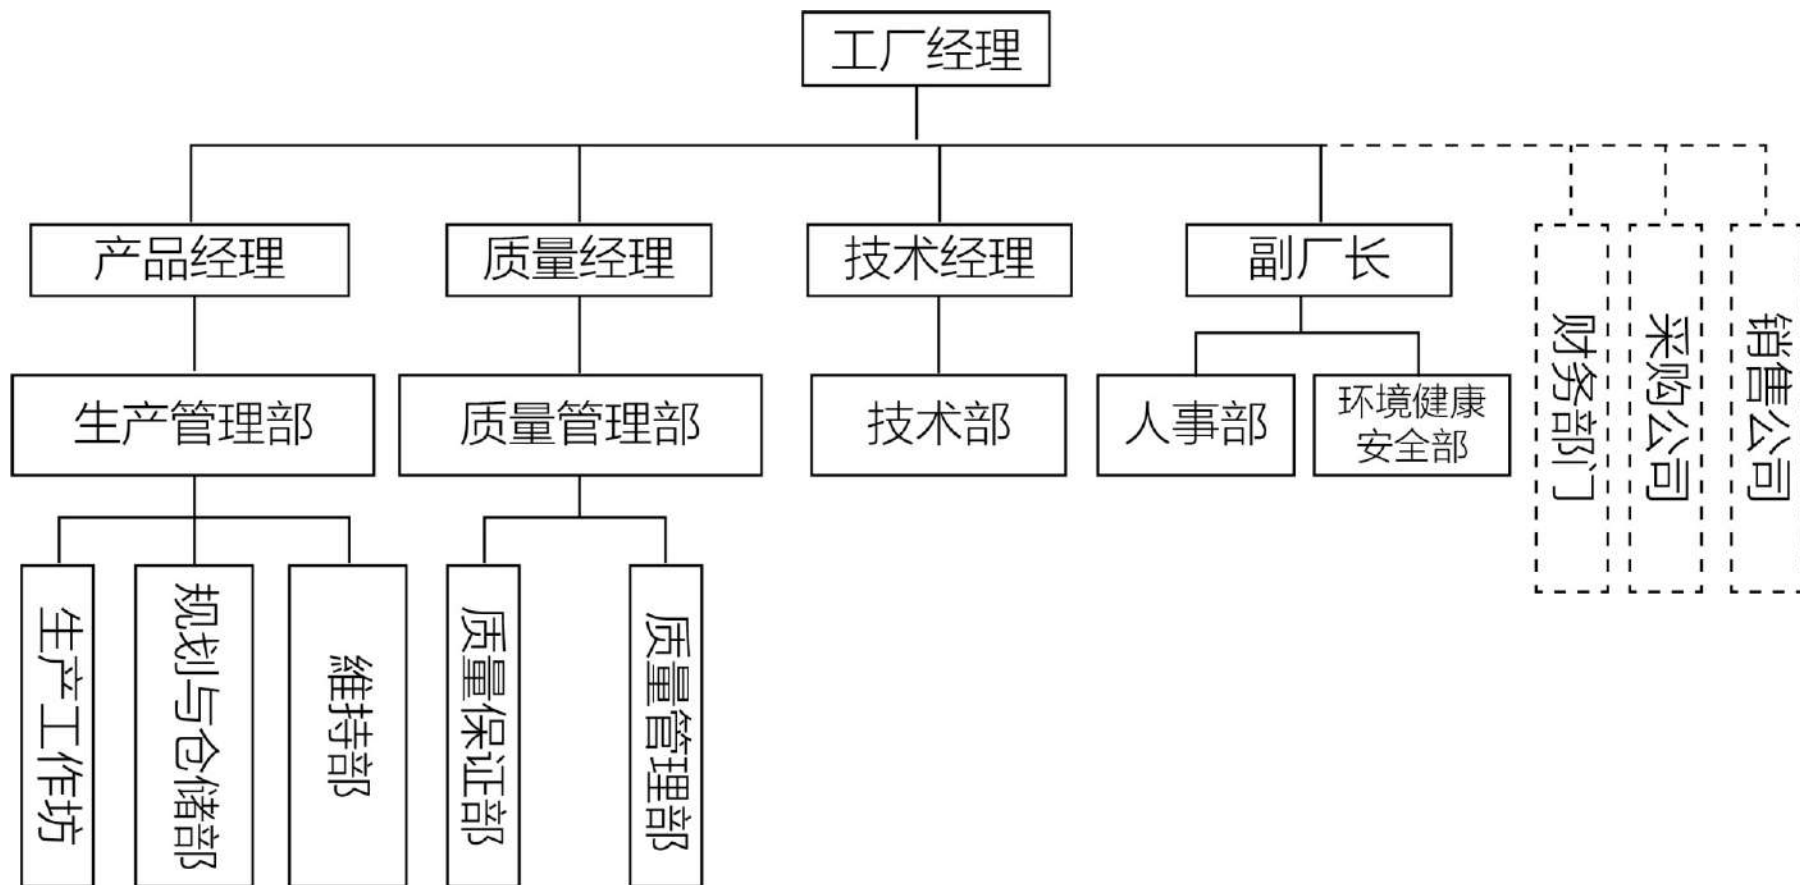 工厂经理
产品经理
质量经理
技术经理
副厂长
财务部门
采购公司
销售公司
生产管理部
质量管理部
技术部
人事部
环境健康
安全部
生产工作坊
规划与仓储部
維持部
质量保证部
质量管理部